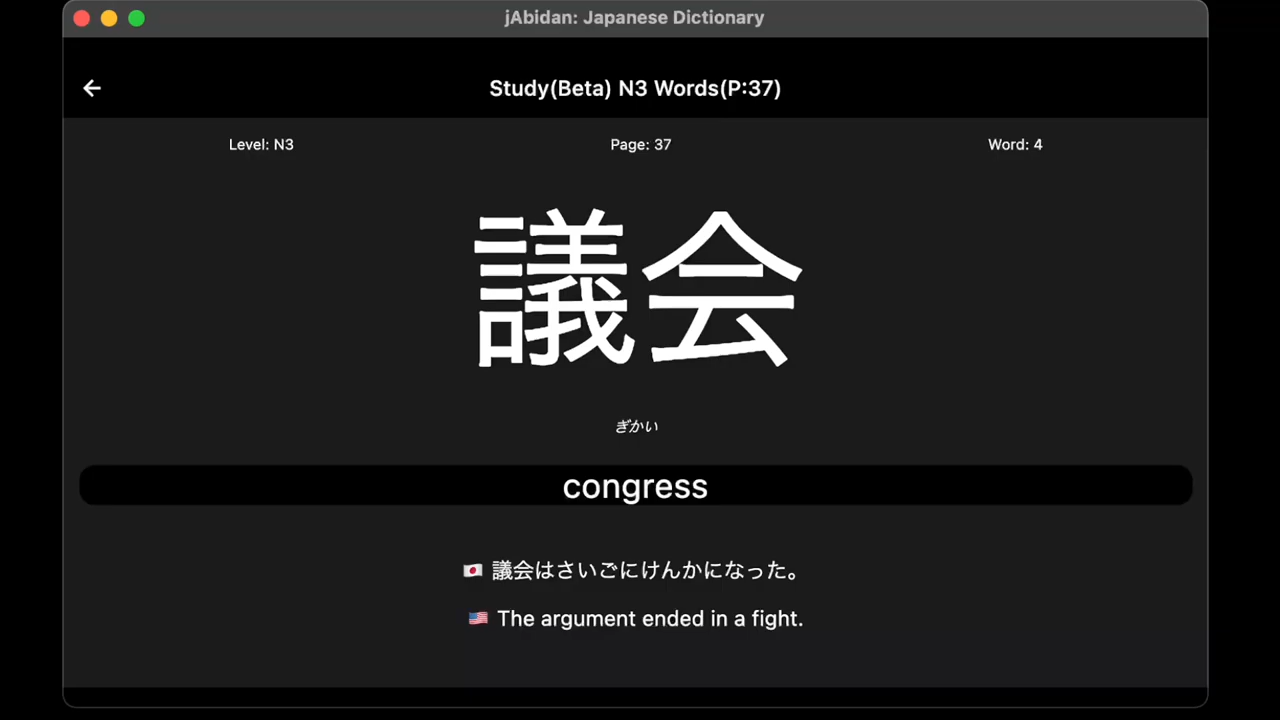 jAbidan: Japanese Dictionary
Study(Beta) N3 Words(P:37)
Level: N3
Page: 37
Word: 4
議会
ぎかい
congress
議会はさいごにけんかになった。
The argument ended in a fight.